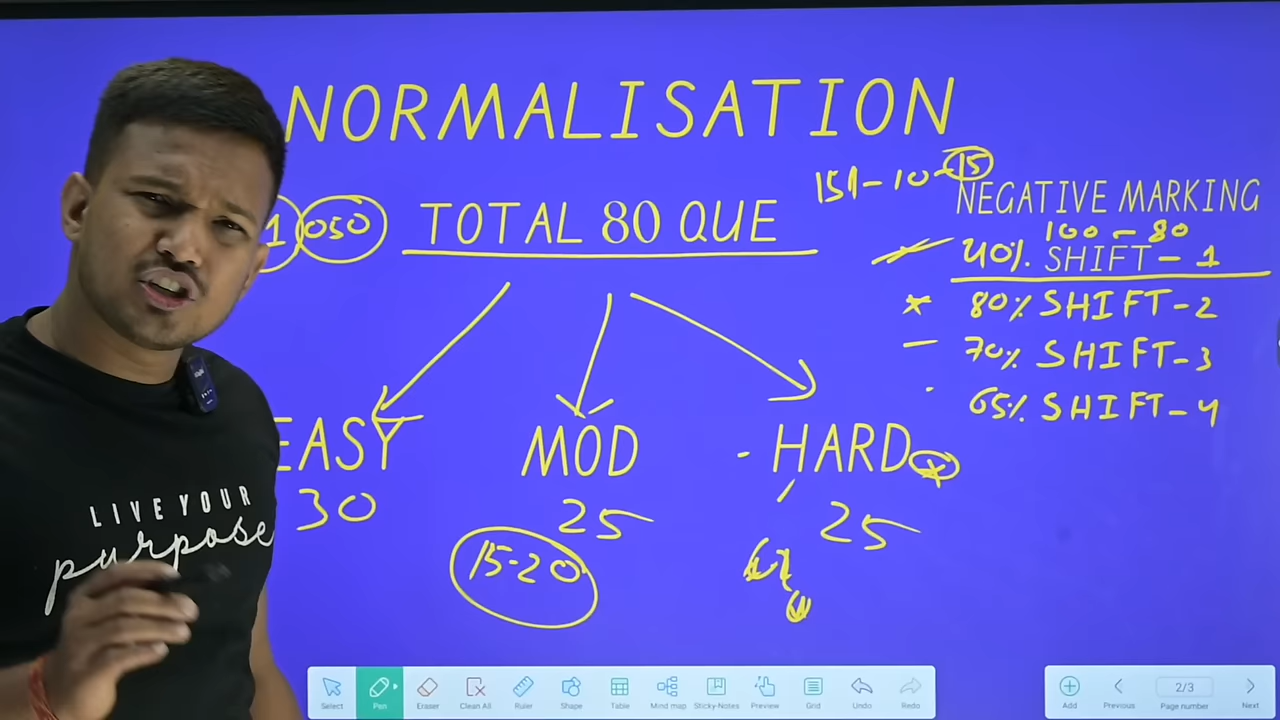 NORMALISATION
151-10-15
NEGATIVE MARKING
1 050 TOTAL 80 QUE
100-80
40% SHIFT-1
80% SHIFT-2
70% SHIFT-3
65% SHIFT-4
EASY MOD - HARD
30 25 25
15-20
LIVE YOUR
purpose
Select Pen Eraser Clean All Ruler Shape Table Mind map Sticky-Notes Preview Grid Undo Redo
Add Previous 2/3 Page number Next